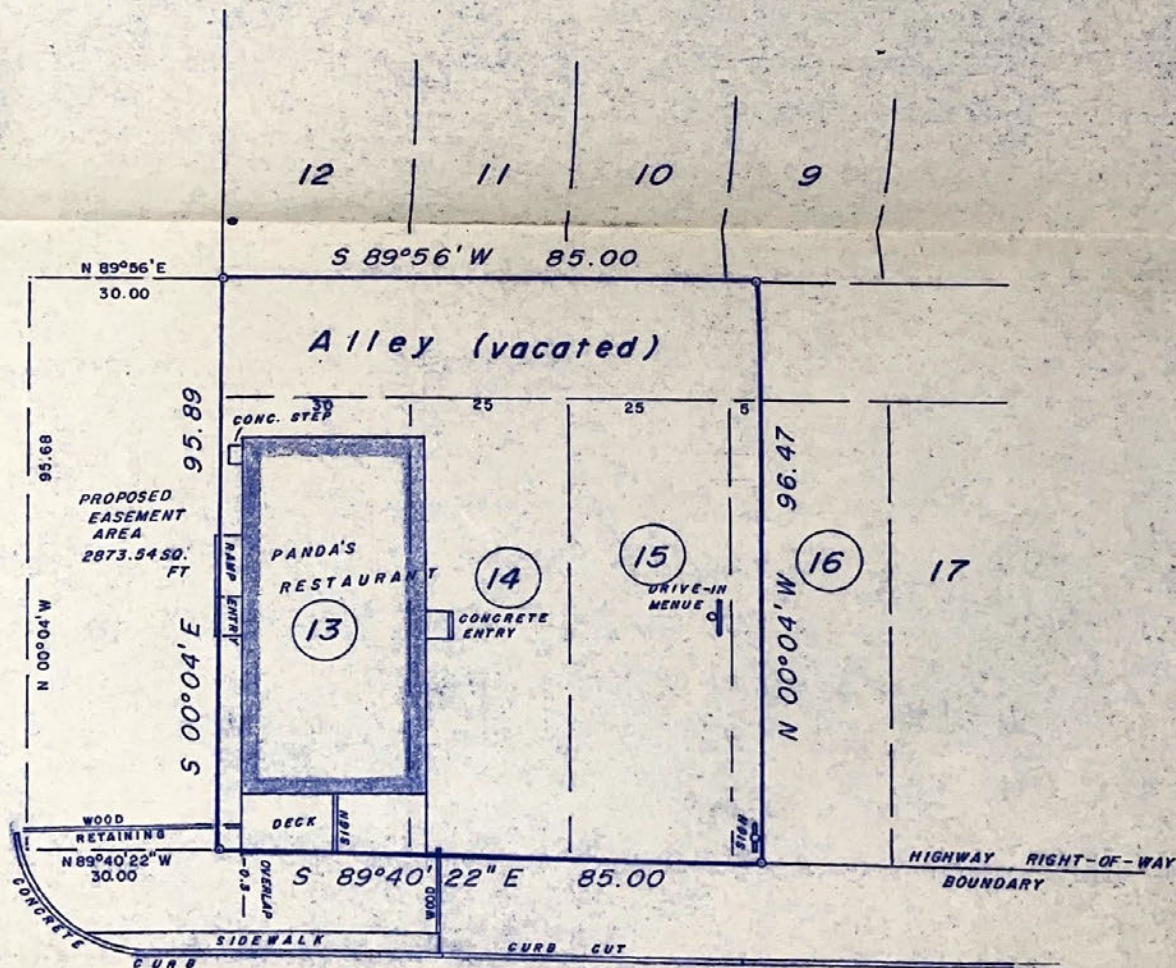 12 11 10 9
S 89°56' W 85.00
N 89°56'E
30.00
Alley (vacated)
30 25 25 5
CONC. STEP
95.68
N 00°04'W
S 00°04' E 95.89
N 00°04' W 96.47
PROPOSED
EASEMENT
AREA
2873.54 SQ.
FT
RAMP
ENTRY
PANDA'S
RESTAURANT
13
14
CONCRETE
ENTRY
15
DRIVE-IN
MENUE
16
17
WOOD
RETAINING
DECK
SIGN
SIGN
N 89°40'22"W
30.00
OVERLAP
S 89°40'22"E 85.00
HIGHWAY RIGHT-OF-WAY
BOUNDARY
WOOD
SIDEWALK
CONCRETE
CURB
CURB CUT